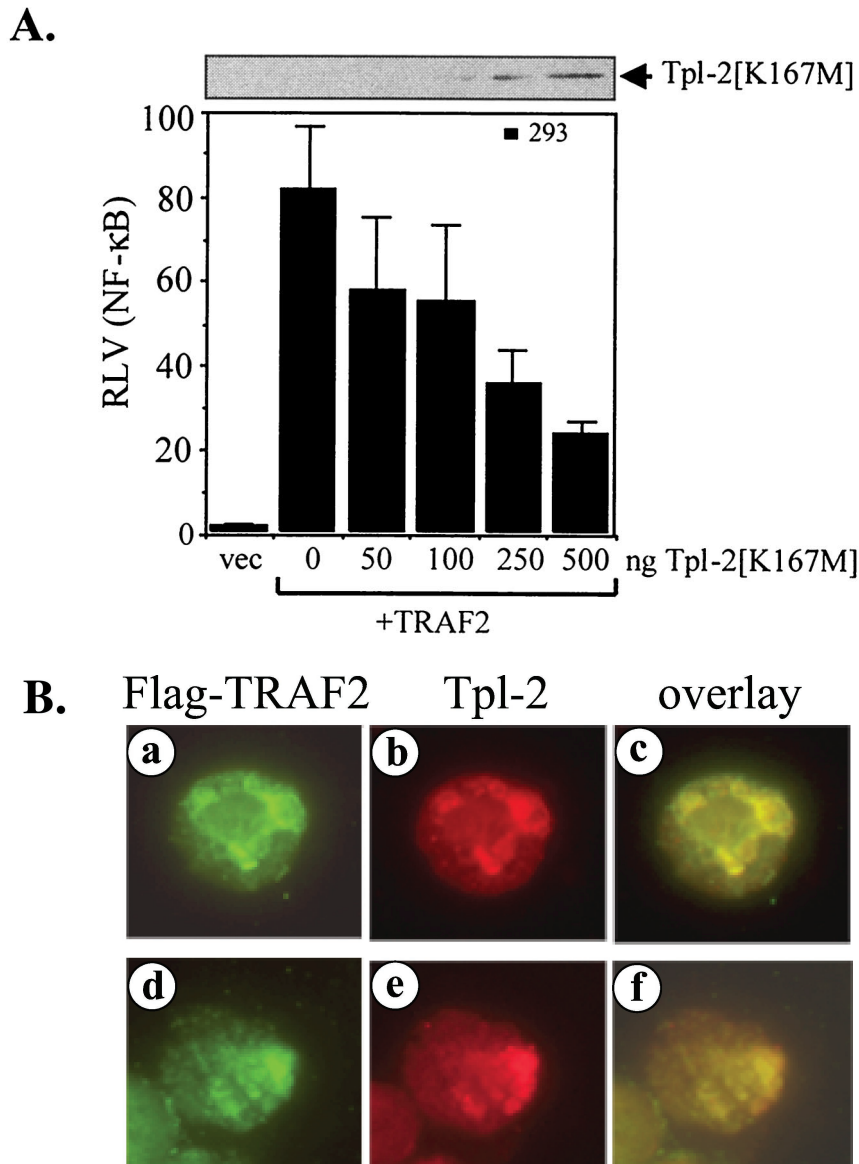 A.
Tpl-2[K167M]
100
80
60
40
20
0
RLV (NF-κB)
293
vec 0 50 100 250 500 ng Tpl-2[K167M]
+TRAF2
B. Flag-TRAF2 Tpl-2 overlay
a b c
d e f